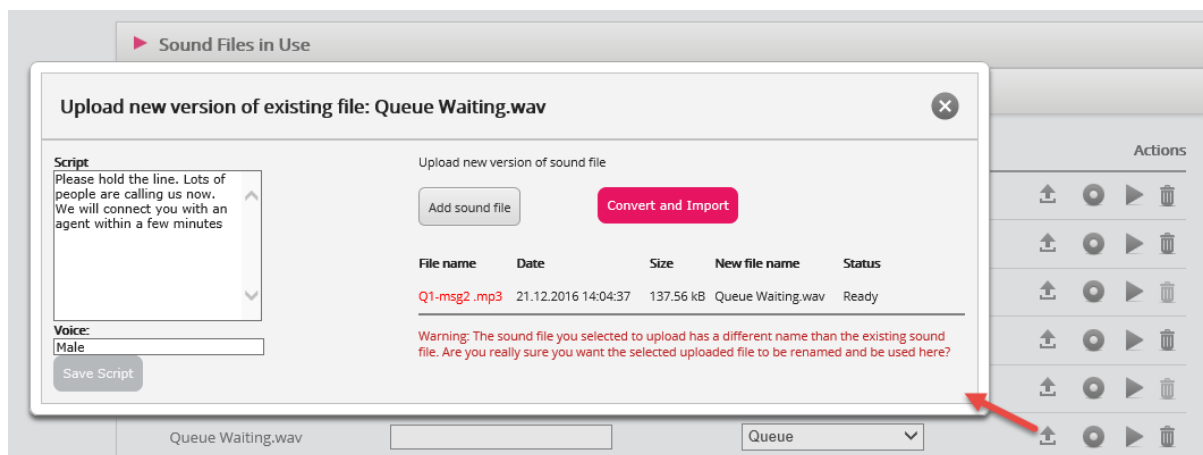 Sound Files in Use
Upload new version of existing file: Queue Waiting.wav
Script
Please hold the line. Lots of
people are calling us now.
We will connect you with an
agent within a few minutes
Voice:
Male
Save Script
Upload new version of sound file
Add sound file
Convert and Import
File name Date Size New file name Status
Q1-msg2 .mp3 21.12.2016 14:04:37 137.56 kB Queue Waiting.wav Ready
Warning: The sound file you selected to upload has a different name than the existing sound
file. Are you really sure you want the selected uploaded file to be renamed and be used here?
Actions
Queue Waiting.wav Queue